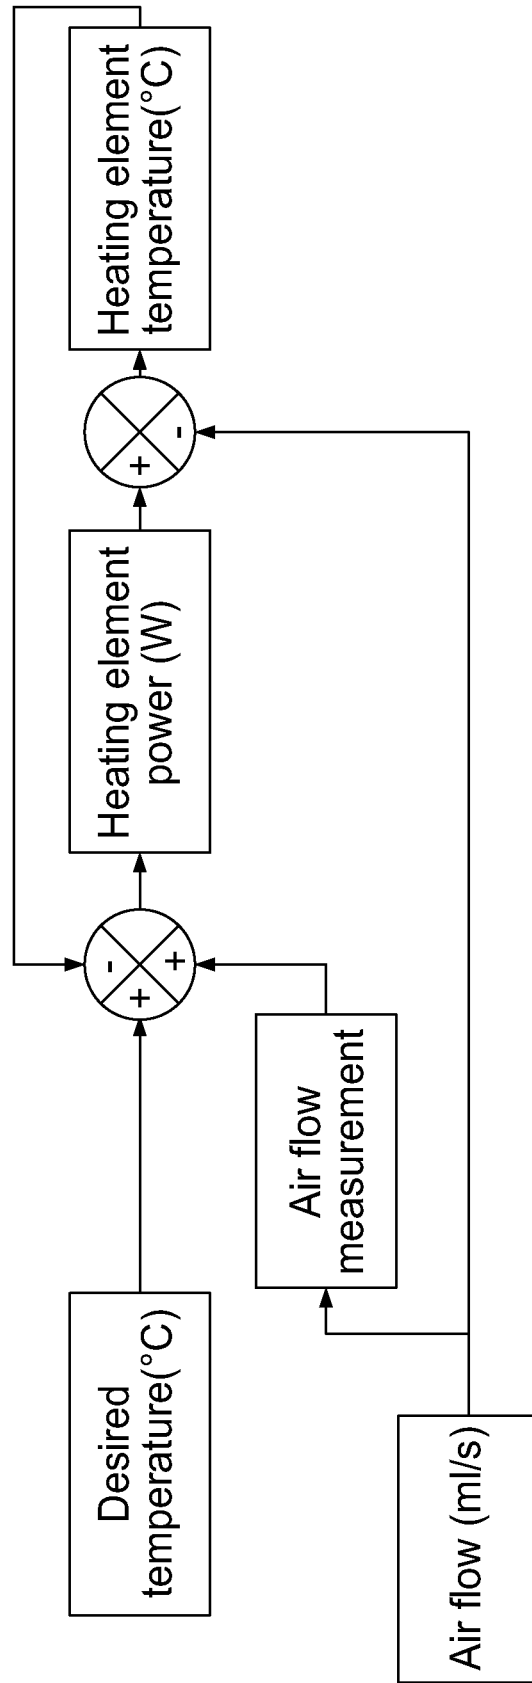 Desired
temperature(°C)
+
-
+
Heating element
power (W)
+
-
Heating element
temperature(°C)
Air flow
measurement
Air flow (ml/s)